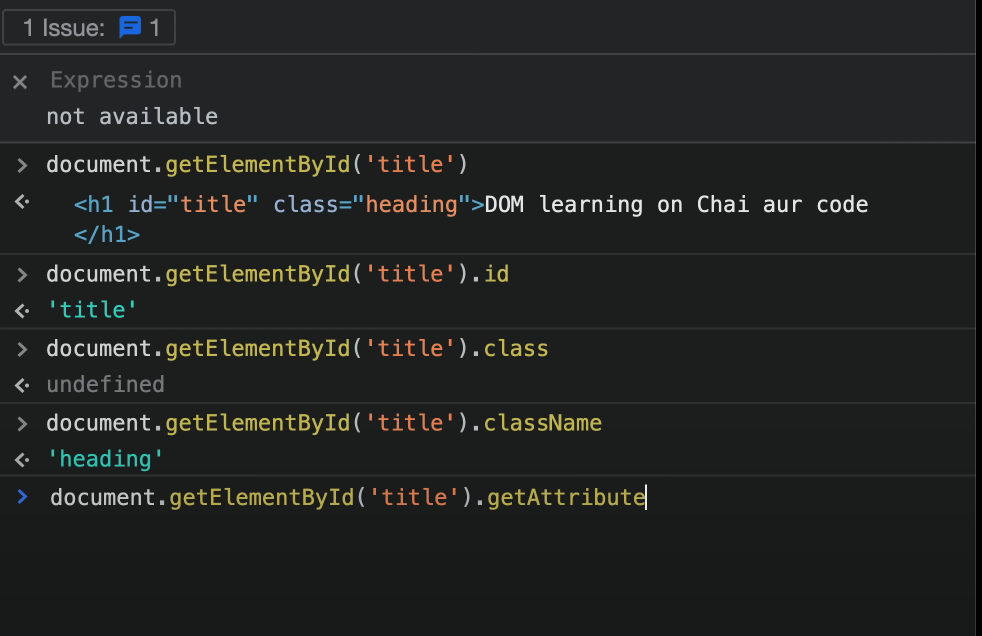 1 Issue: 1
Expression
not available
document.getElementById('title')
<h1 id="title" class="heading">DOM learning on Chai aur code
</h1>
document.getElementById('title').id
'title'
document.getElementById('title').class
undefined
document.getElementById('title').className
'heading'
document.getElementById('title').getAttribute